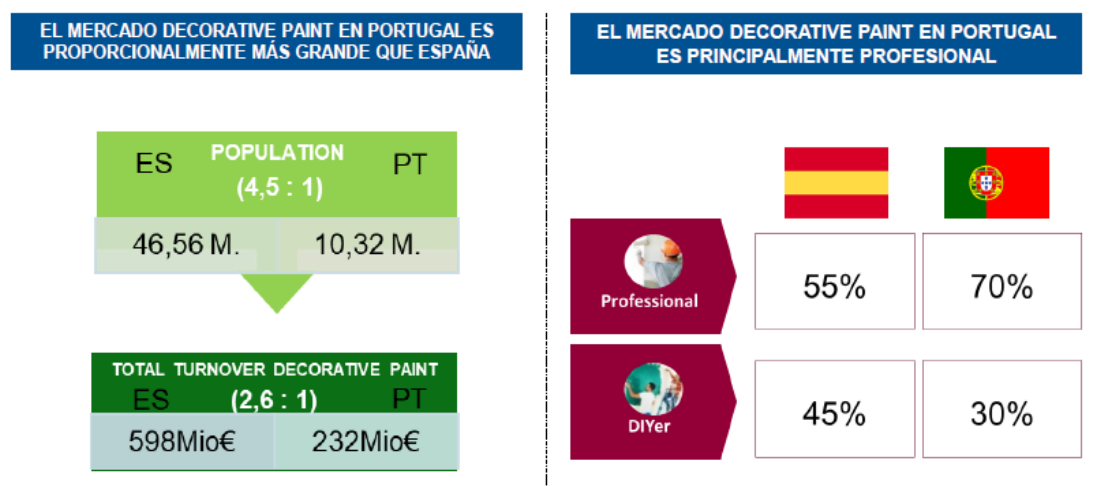 EL MERCADO DECORATIVE PAINT EN PORTUGAL ES
PROPORCIONALMENTE MÁS GRANDE QUE ESPAÑA
ES POPULATION PT
(4,5 : 1)
46,56 M. 10,32 M.
TOTAL TURNOVER DECORATIVE PAINT
ES (2,6 : 1) PT
598Mio€ 232Mio€
EL MERCADO DECORATIVE PAINT EN PORTUGAL
ES PRINCIPALMENTE PROFESIONAL
Professional 55% 70%
DIYer 45% 30%